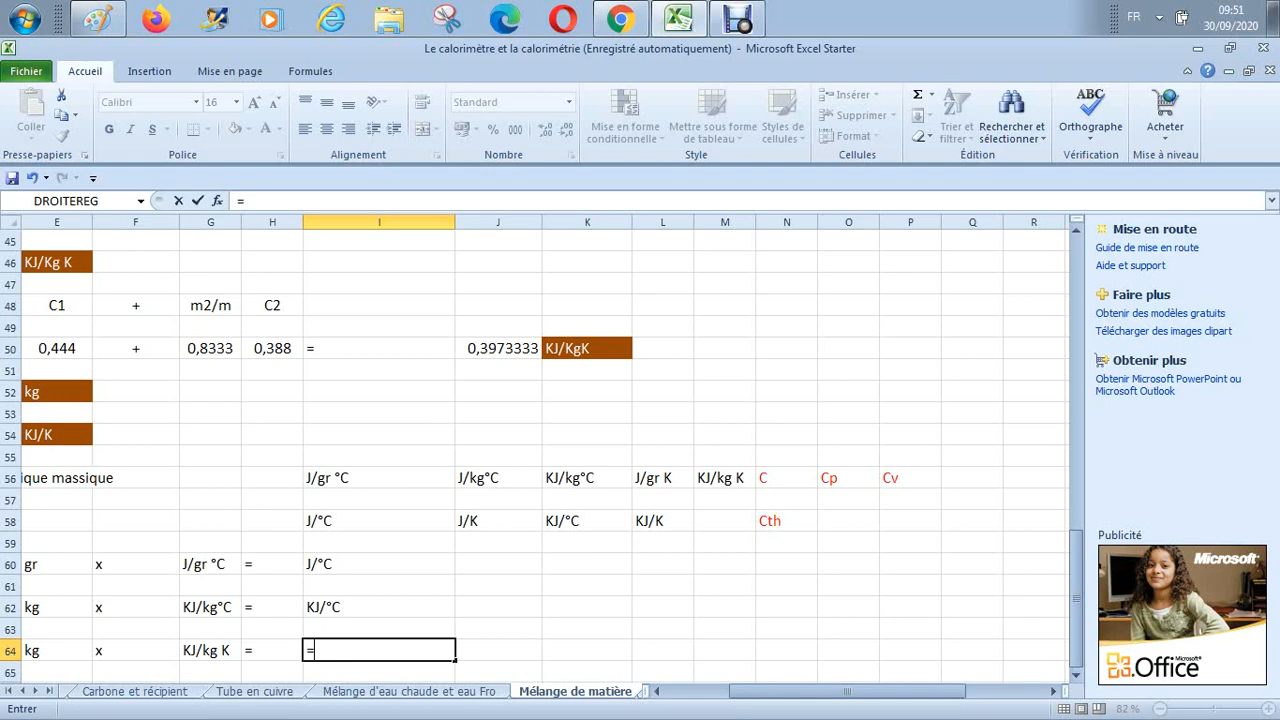 FR
09:51
30/09/2020
Le calorimètre et la calorimétrie (Enregistré automatiquement) - Microsoft Excel Starter
Fichier Accueil Insertion Mise en page Formules
Coller
Calibri 16
G I S
Standard
% 000
Mise en forme conditionnelle
Mettre sous forme de tableau
Styles de cellules
Insérer
Supprimer
Format
Σ
Trier et filtrer
Rechercher et sélectionner
ABC
Orthographe
Acheter
Presse-papiers Police Alignement Nombre Style Cellules Édition Vérification Mise à niveau
DROITEREG fx =
E F G H I J K L M N O P Q R
45
46 KJ/Kg K
47
48 C1 + m2/m C2
49
50 0,444 + 0,8333 0,388 = 0,3973333 KJ/KgK
51
52 kg
53
54 KJ/K
55
56 ique massique J/gr °C J/kg°C KJ/kg°C J/gr K KJ/kg K C Cp Cv
57
58 J/°C J/K KJ/°C KJ/K Cth
59
60 gr x J/gr °C = J/°C
61
62 kg x KJ/kg°C = KJ/°C
63
64 kg x KJ/kg K = =
65
Mise en route
Guide de mise en route
Aide et support
Faire plus
Obtenir des modèles gratuits
Télécharger des images clipart
Obtenir plus
Obtenir Microsoft PowerPoint ou
Microsoft Outlook
Publicité
Microsoft
Office
Carbone et récipient Tube en cuivre Mélange d'eau chaude et eau Fro Mélange de matière
Entrer 82 %